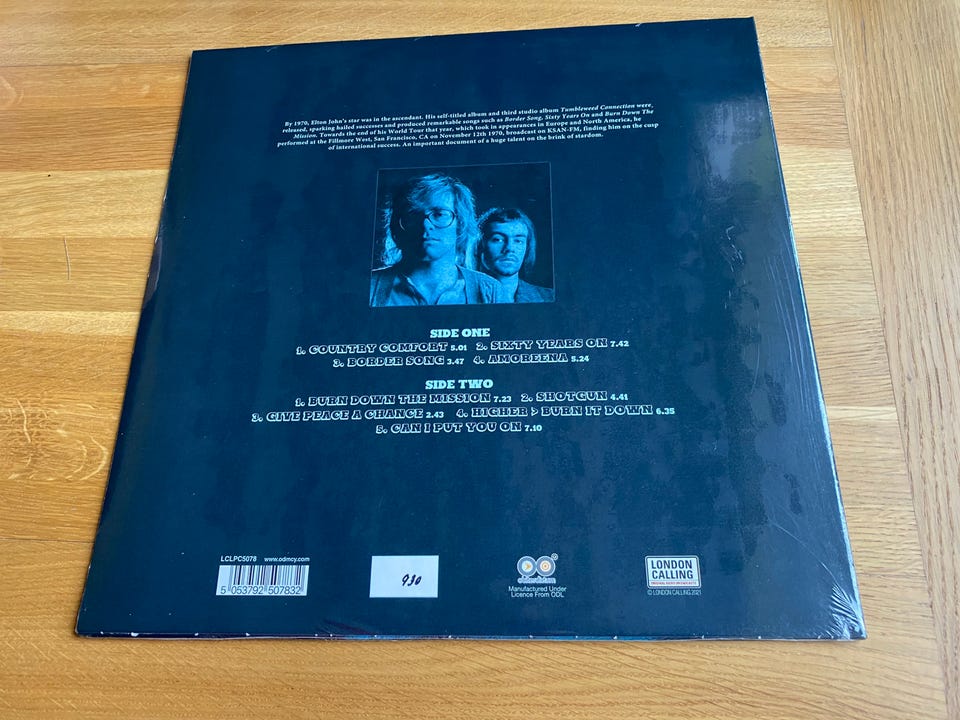 By 1970, Elton John's star was in the ascendant. His self-titled album and third studio album Tumbleweed Connection were,
released, sparking hailed successes and produced remarkable songs such as Border Song, Sixty Years On and Burn Down The
Mission. Towards the end of his World Tour that year, which took in appearances in Europe and North America, he
performed at the Fillmore West, San Francisco, CA on November 12th 1970, broadcast on KSAN-FM, finding him on the cusp
of international success. An important document of a huge talent on the brink of stardom.
SIDE ONE
1. COUNTRY COMFORT 5.01 2. SIXTY YEARS ON 7.42
3. BORDER SONG 3.47 4. AMOREENA 5.24
SIDE TWO
1. BURN DOWN THE MISSION 7.23 2. SHOTGUN 4.41
3. GIVE PEACE A CHANCE 2.43 4. HIGHER > BURN IT DOWN 6.35
5. CAN I PUT YOU ON 7.10
LCLPC5078 www.odmcy.com
5 053792 507832
930
Manufactured Under
Licence From ODL
LONDON
CALLING
ORIGINAL RADIO BROADCASTS
© LONDON CALLING 2021